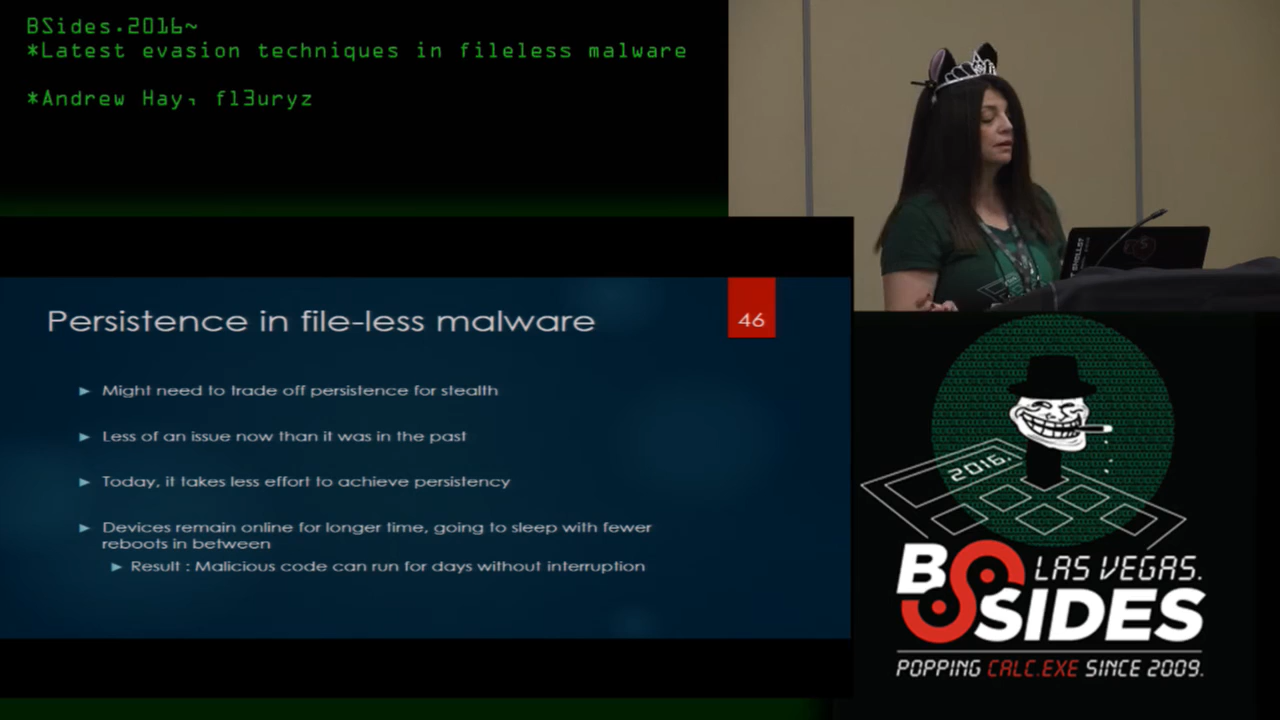 BSides.2016~
*Latest evasion techniques in fileless malware
*Andrew Hay, fl3uryz
Persistence in file-less malware
46
► Might need to trade off persistence for stealth
► Less of an issue now than it was in the past
► Today, it takes less effort to achieve persistency
► Devices remain online for longer time, going to sleep with fewer
reboots in between
► Result : Malicious code can run for days without interruption
2016.
BSIDES
LAS VEGAS.
POPPING CALC.EXE SINCE 2009.